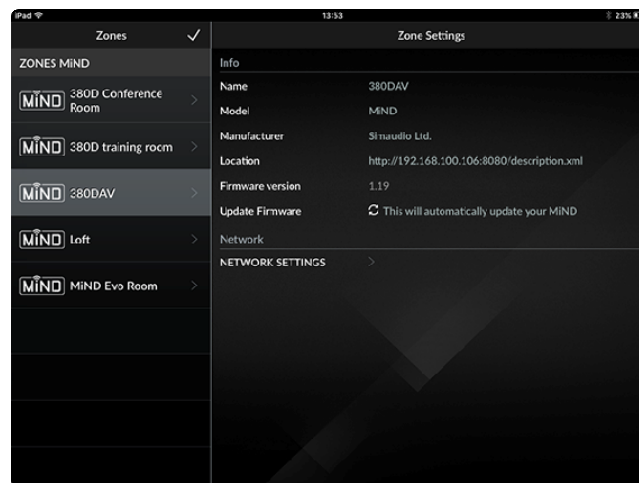 iPad 13:53 23%
Zones
Zone Settings
ZONES MiND
MiND 380D Conference Room
MiND 380D training room
MiND 380DAV
MiND Loft
MiND MiND Evo Room
Info
Name 380DAV
Model MiND
Manufacturer Simaudio Ltd.
Location http://192.168.100.106:8080/description.xml
Firmware version 1.19
Update Firmware This will automatically update your MiND
Network
NETWORK SETTINGS